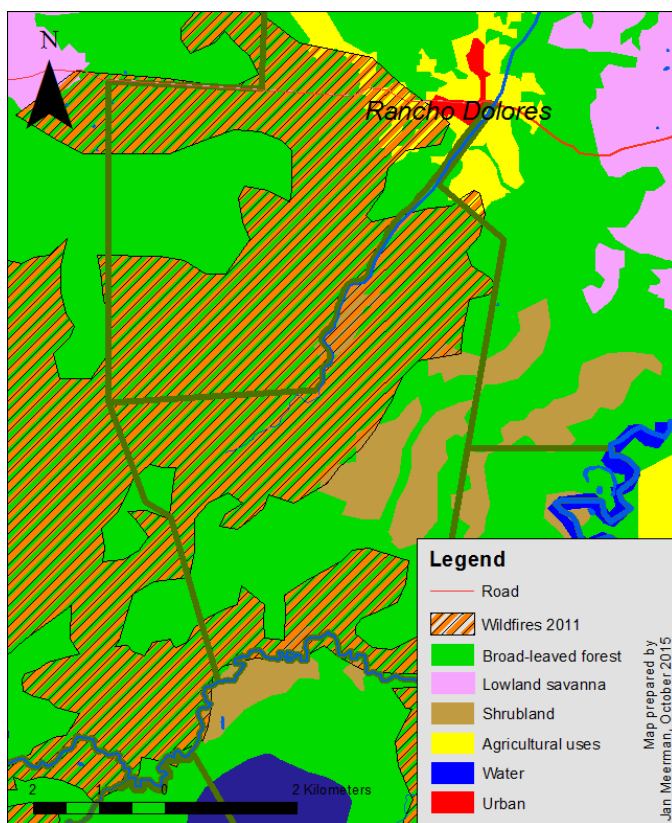 N
Rancho Dolores
Legend
Road
Wildfires 2011
Broad-leaved forest
Lowland savanna
Shrubland
Agricultural uses
Water
Urban
Map prepared by
Jan Meerman, October 2015
2 1 0 2 Kilometers